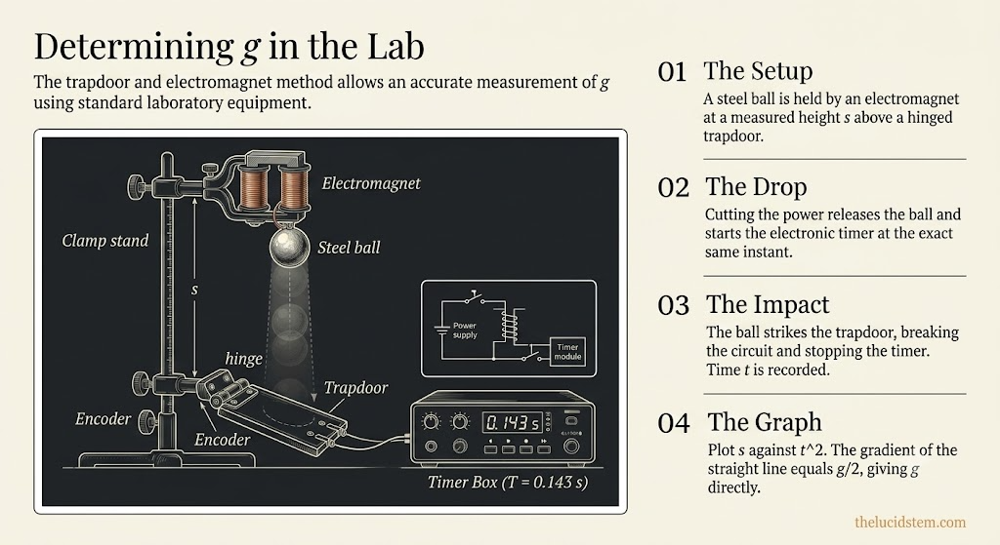 Determining g in the Lab
The trapdoor and electromagnet method allows an accurate measurement of g
using standard laboratory equipment.
Electromagnet
Clamp stand
Steel ball
s
Power
supply
Timer
module
hinge
Trapdoor
Encoder
Encoder
0.143 s
Timer Box (T = 0.143 s)
01 The Setup
A steel ball is held by an electromagnet
at a measured height s above a hinged
trapdoor.
02 The Drop
Cutting the power releases the ball and
starts the electronic timer at the exact
same instant.
03 The Impact
The ball strikes the trapdoor, breaking
the circuit and stopping the timer.
Time t is recorded.
04 The Graph
Plot s against t^2. The gradient of the
straight line equals g/2, giving g
directly.
thelucidstem.com